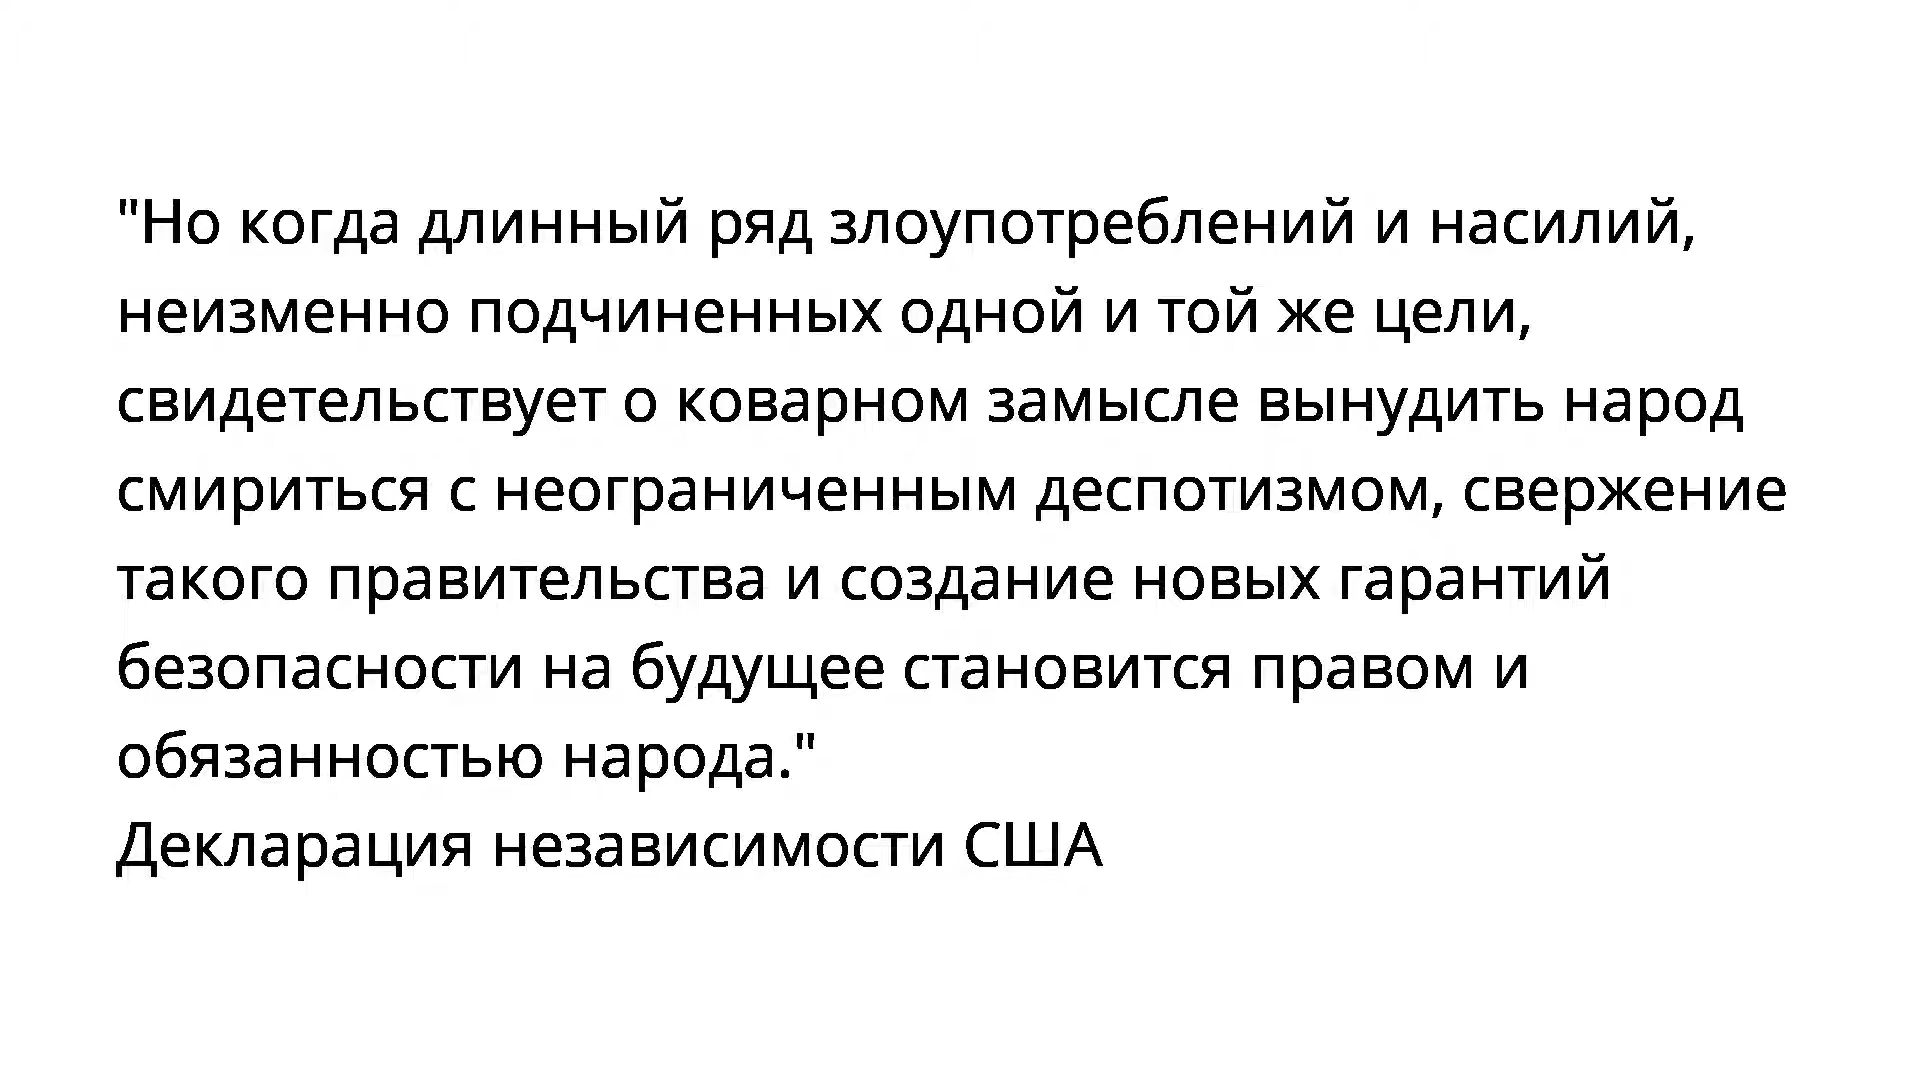 "Но когда длинный ряд злоупотреблений и насилий,
неизменно подчиненных одной и той же цели,
свидетельствует о коварном замысле вынудить народ
смириться с неограниченным деспотизмом, свержение
такого правительства и создание новых гарантий
безопасности на будущее становится правом и
обязанностью народа."
Декларация независимости США